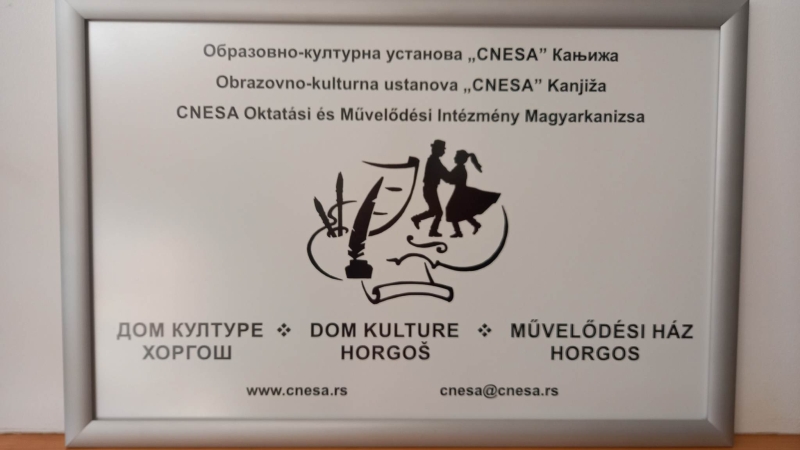 Образовно-културна установа „CNESA” Кањижа
Obrazovno-kulturna ustanova „CNESA” Kanjiža
CNESA Oktatási és Művelődési Intézmény Magyarkanizsa
ДОМ КУЛТУРЕ ❖ DOM KULTURE ❖ MŰVELŐDÉSI HÁZ
ХОРГОШ HORGOŠ HORGOS
www.cnesa.rs cnesa@cnesa.rs